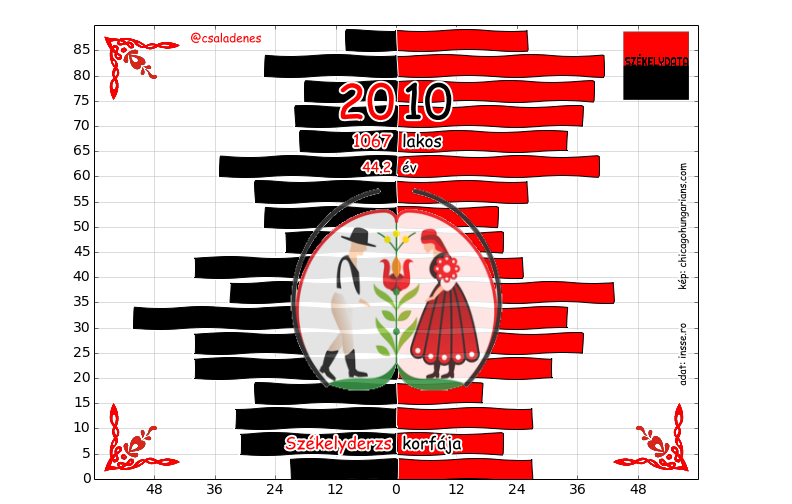 @csaladenes
SZÉKELYDATA
2010
1067 lakos
44.2 év
kép: chicagohungarians.com
adat: insse.ro
Székelyderzs korfája
85
80
75
70
65
60
55
50
45
40
35
30
25
20
15
10
5
0
48 36 24 12 0 12 24 36 48